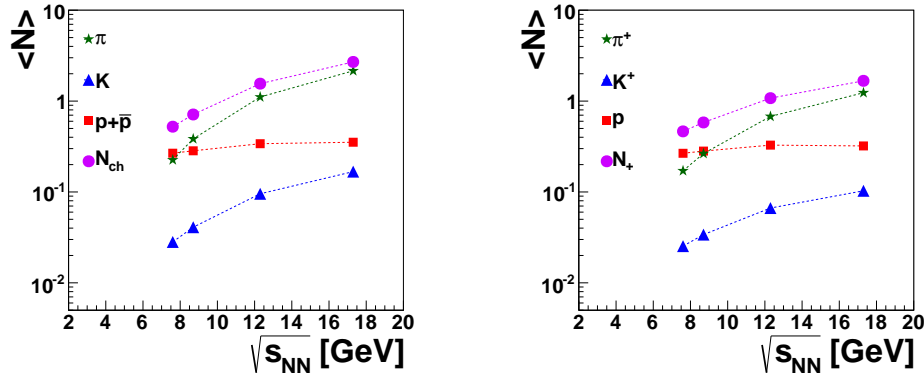 <N>
10
1
10⁻¹
10⁻²
π
K
p+p̅
N_ch
2 4 6 8 10 12 14 16 18 20
√s_NN [GeV]
<N>
10
1
10⁻¹
10⁻²
π⁺
K⁺
p
N₊
2 4 6 8 10 12 14 16 18 20
√s_NN [GeV]